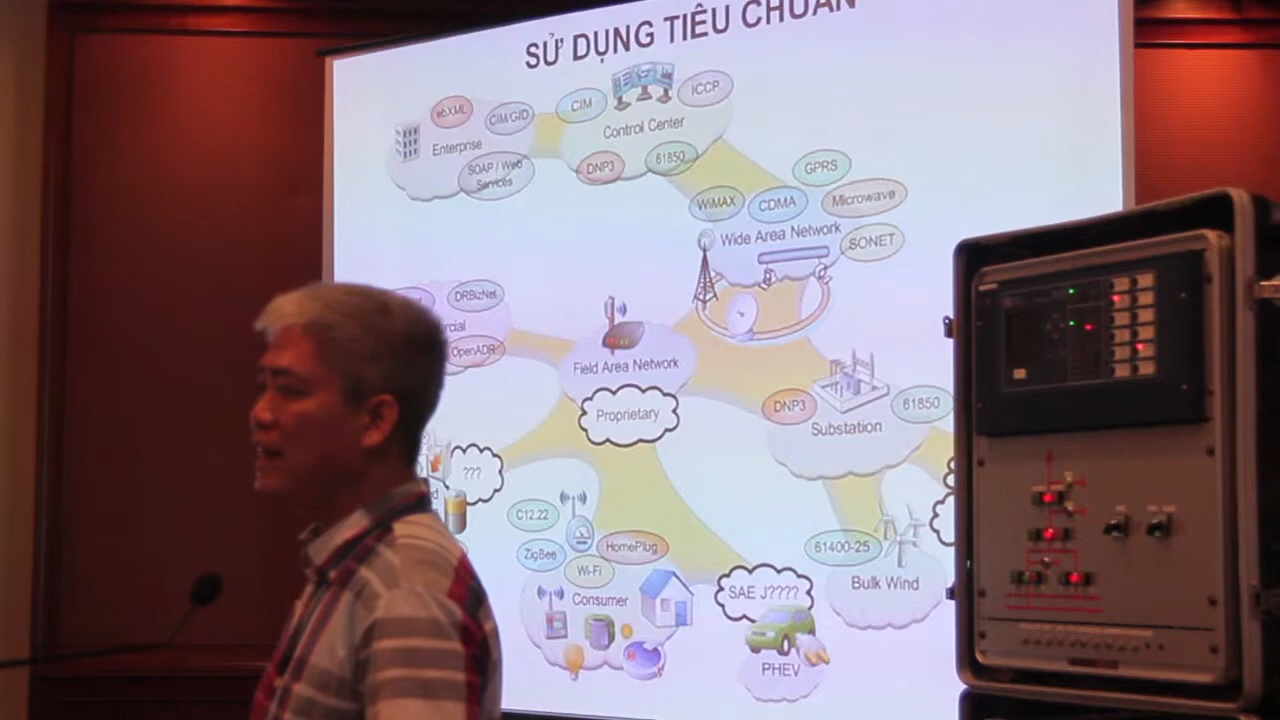 SỬ DỤNG TIÊU CHUẨN
ebXML
CIM/GID
Enterprise
SOAP / Web
Services
CIM
ICCP
Control Center
DNP3
61850
GPRS
WiMAX
CDMA
Microwave
Wide Area Network
SONET
DRBizNet
rcial
OpenADR
Field Area Network
Proprietary
DNP3
61850
Substation
???
C12.22
ZigBee
HomePlug
Wi-Fi
Consumer
SAE J????
PHEV
61400-25
Bulk Wind